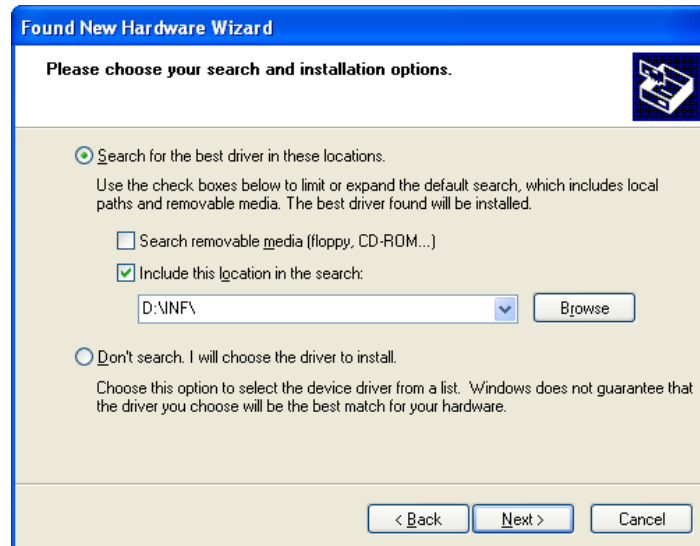 Found New Hardware Wizard
Please choose your search and installation options.
Search for the best driver in these locations.
Use the check boxes below to limit or expand the default search, which includes local
paths and removable media. The best driver found will be installed.
Search removable media (floppy, CD-ROM...)
Include this location in the search:
D:\INF\
Browse
Don't search. I will choose the driver to install.
Choose this option to select the device driver from a list.  Windows does not guarantee that
the driver you choose will be the best match for your hardware.
< Back
Next >
Cancel